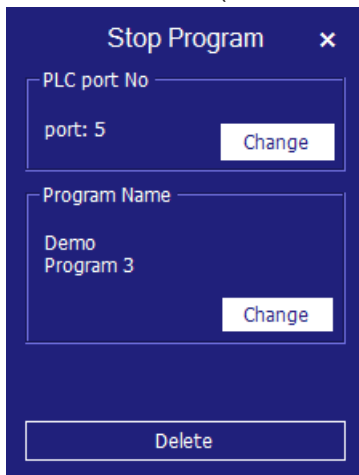 Stop Program ×
PLC port No
port: 5
Change
Program Name
Demo
Program 3
Change
Delete